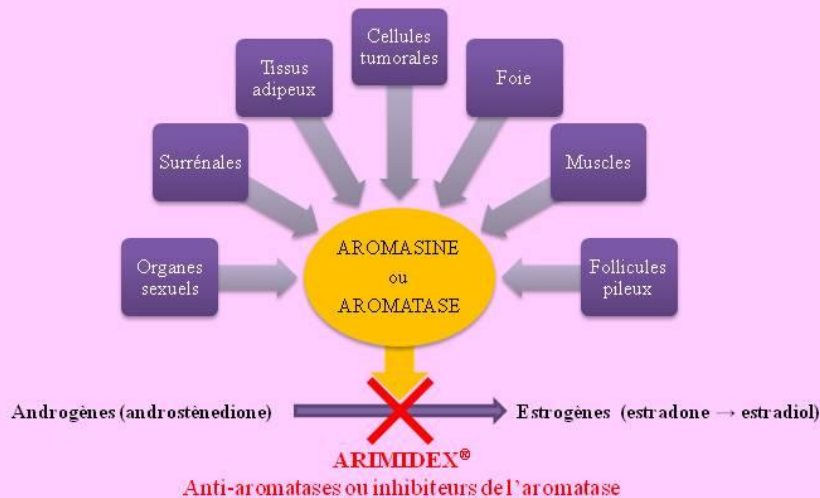 Cellules
tumorales
Tissus
adipeux
Foie
Surrénales
Muscles
Organes
sexuels
AROMASINE
ou
AROMATASE
Follicules
pileux
Androgènes (androstènedione)
Estrogènes (estradone → estradiol)
ARIMIDEX®
Anti-aromatases ou inhibiteurs de l’aromatase